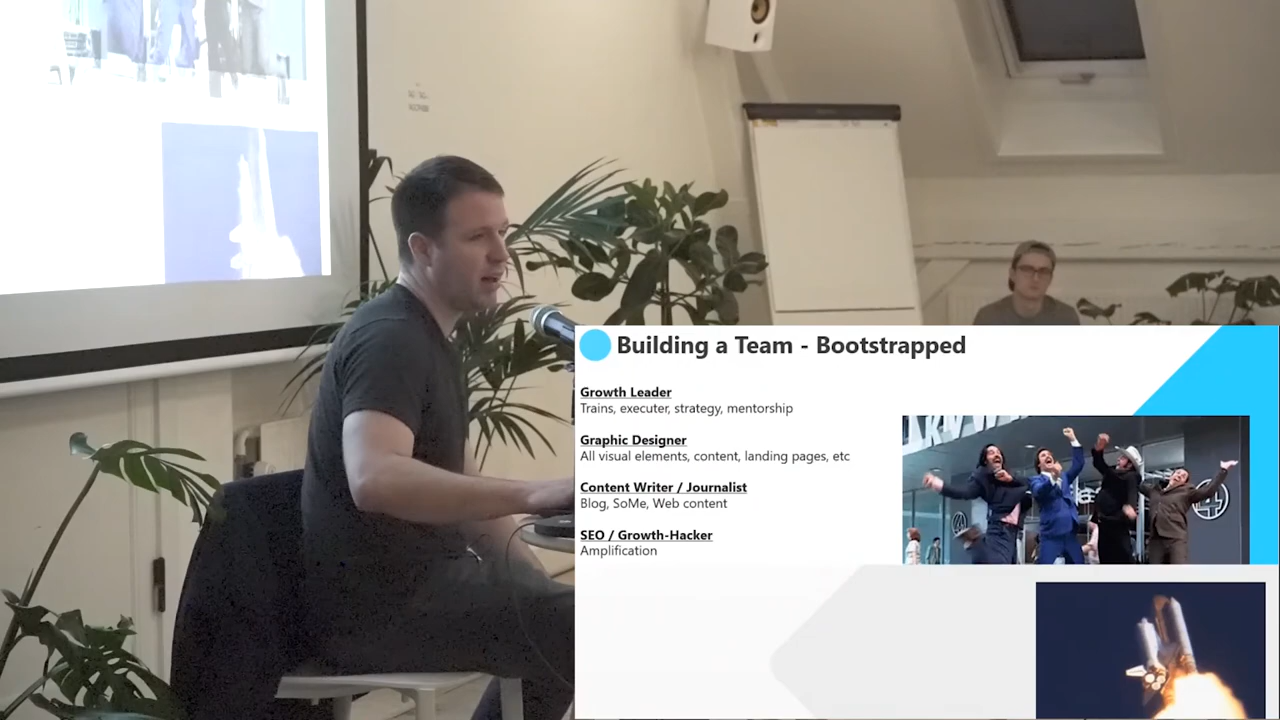 Building a Team - Bootstrapped
Growth Leader
Trains, executer, strategy, mentorship
Graphic Designer
All visual elements, content, landing pages, etc
Content Writer / Journalist
Blog, SoMe, Web content
SEO / Growth-Hacker
Amplification
4